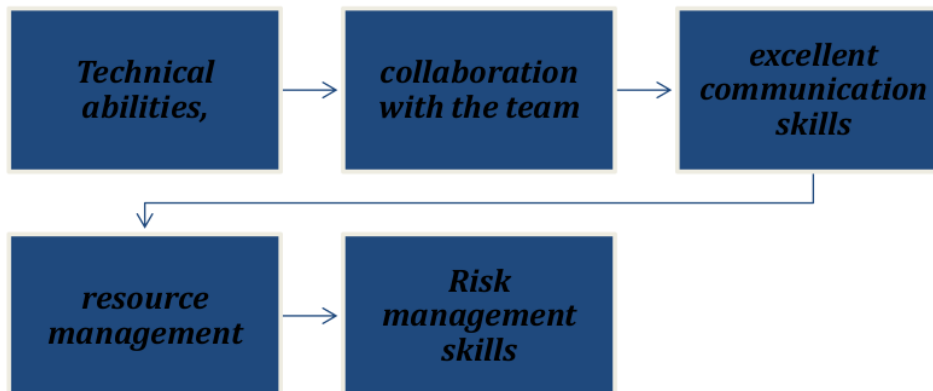 Technical
abilities,
collaboration
with the team
excellent
communication
skills
resource
management
Risk
management
skills